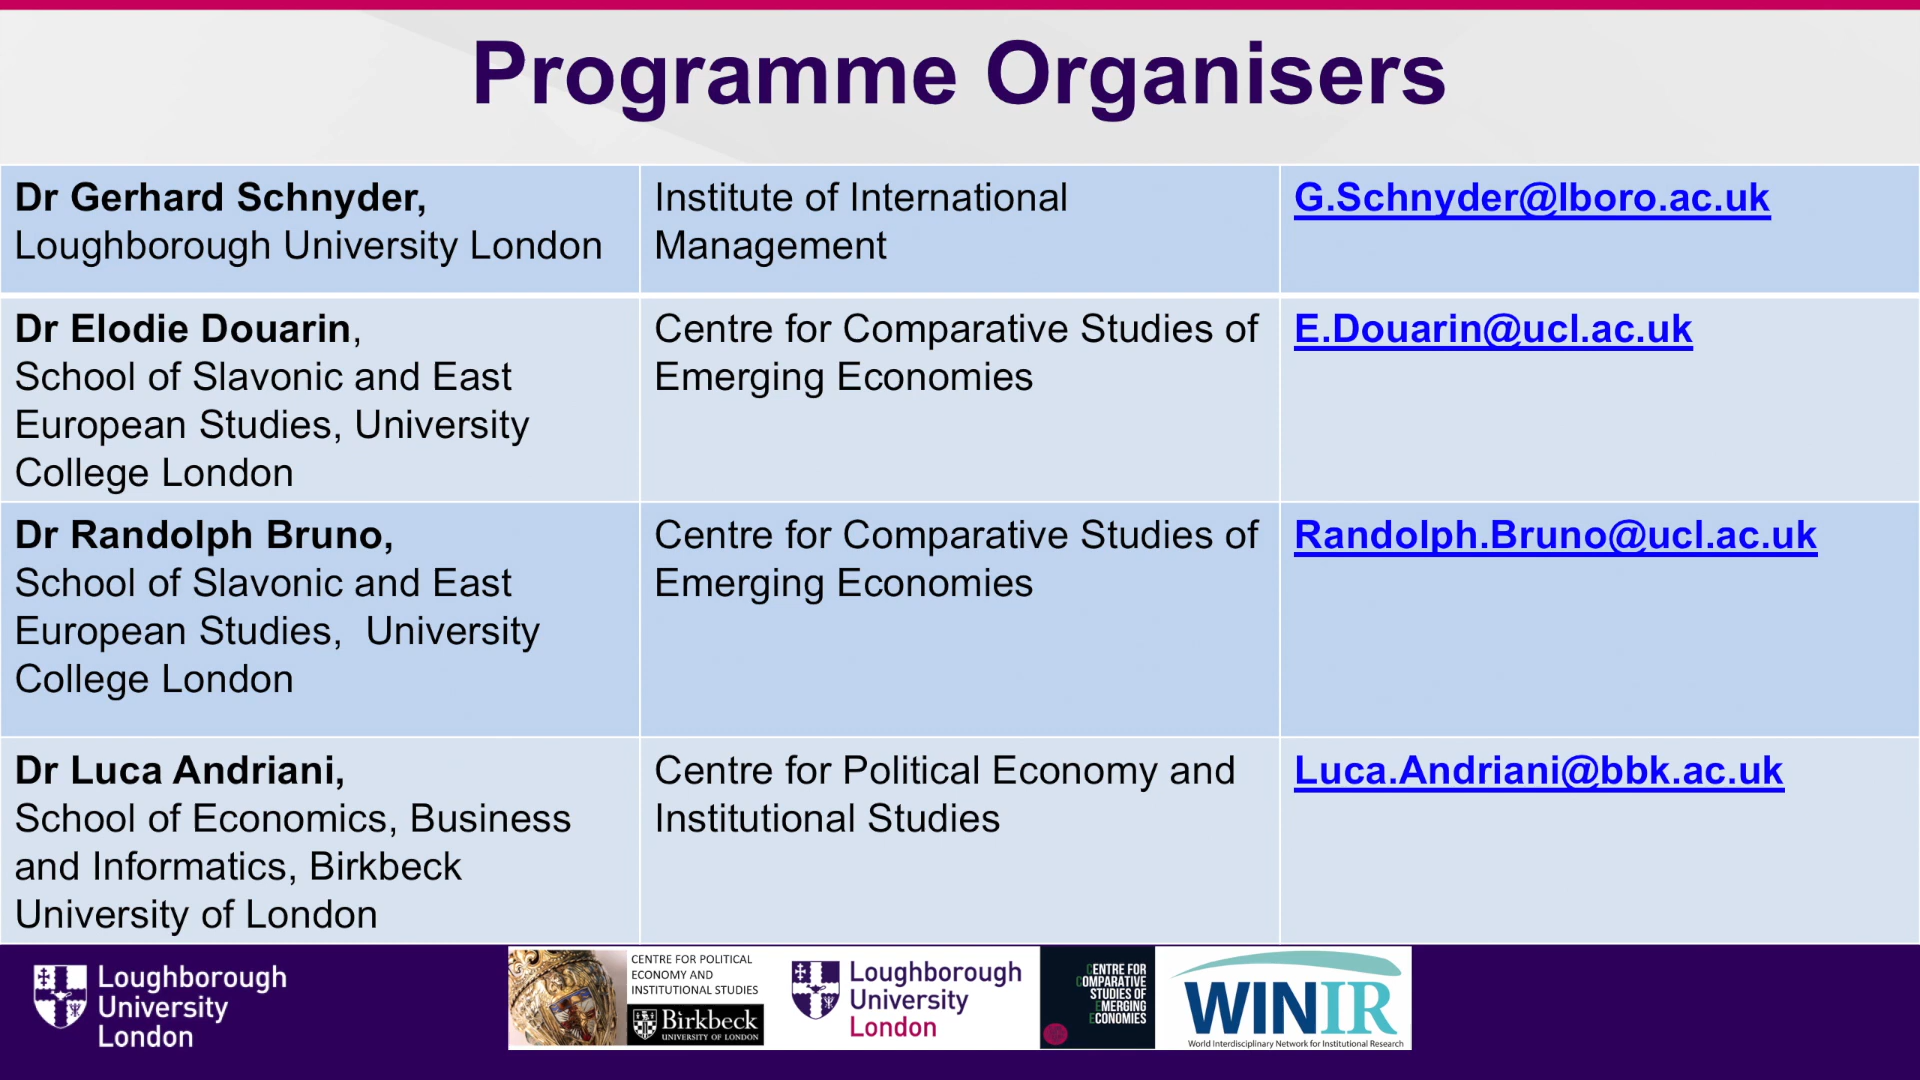 Programme Organisers
Dr Gerhard Schnyder,
Loughborough University London
Institute of International
Management
G.Schnyder@lboro.ac.uk
Dr Elodie Douarin,
School of Slavonic and East
European Studies, University
College London
Centre for Comparative Studies of
Emerging Economies
E.Douarin@ucl.ac.uk
Dr Randolph Bruno,
School of Slavonic and East
European Studies,  University
College London
Centre for Comparative Studies of
Emerging Economies
Randolph.Bruno@ucl.ac.uk
Dr Luca Andriani,
School of Economics, Business
and Informatics, Birkbeck
University of London
Centre for Political Economy and
Institutional Studies
Luca.Andriani@bbk.ac.uk
Loughborough
University
London
CENTRE FOR POLITICAL
ECONOMY AND
INSTITUTIONAL STUDIES
Birkbeck
UNIVERSITY OF LONDON
Loughborough
University
London
CENTRE FOR
COMPARATIVE
STUDIES OF
EMERGING
ECONOMIES
WINIR
World Interdisciplinary Network for Institutional Research